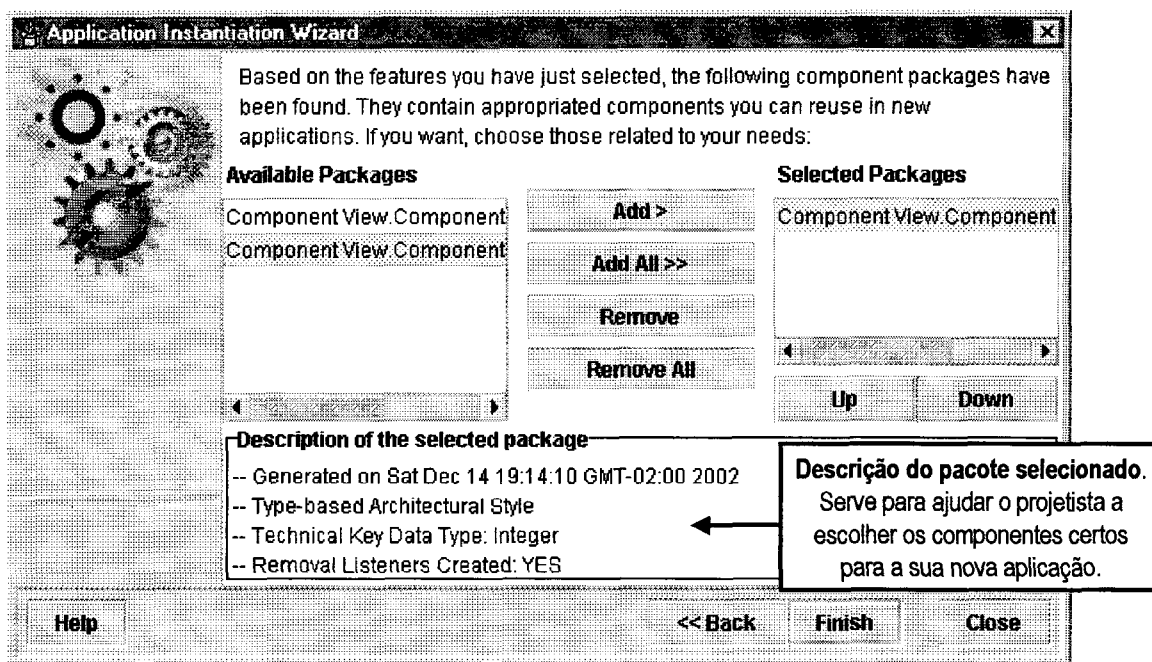 Application Instantiation Wizard
Based on the features you have just selected, the following component packages have
been found. They contain appropriated components you can reuse in new
applications. If you want, choose those related to your needs:
Available Packages
Component View.Component
Component View.Component
Add >
Add All >>
Remove
Remove All
Selected Packages
Component View.Component
Up
Down
Description of the selected package
-- Generated on Sat Dec 14 19:14:10 GMT-02:00 2002
-- Type-based Architectural Style
-- Technical Key Data Type: Integer
-- Removal Listeners Created: YES
Descrição do pacote selecionado.
Serve para ajudar o projetista a
escolher os componentes certos
para a sua nova aplicação.
Help
<< Back
Finish
Close